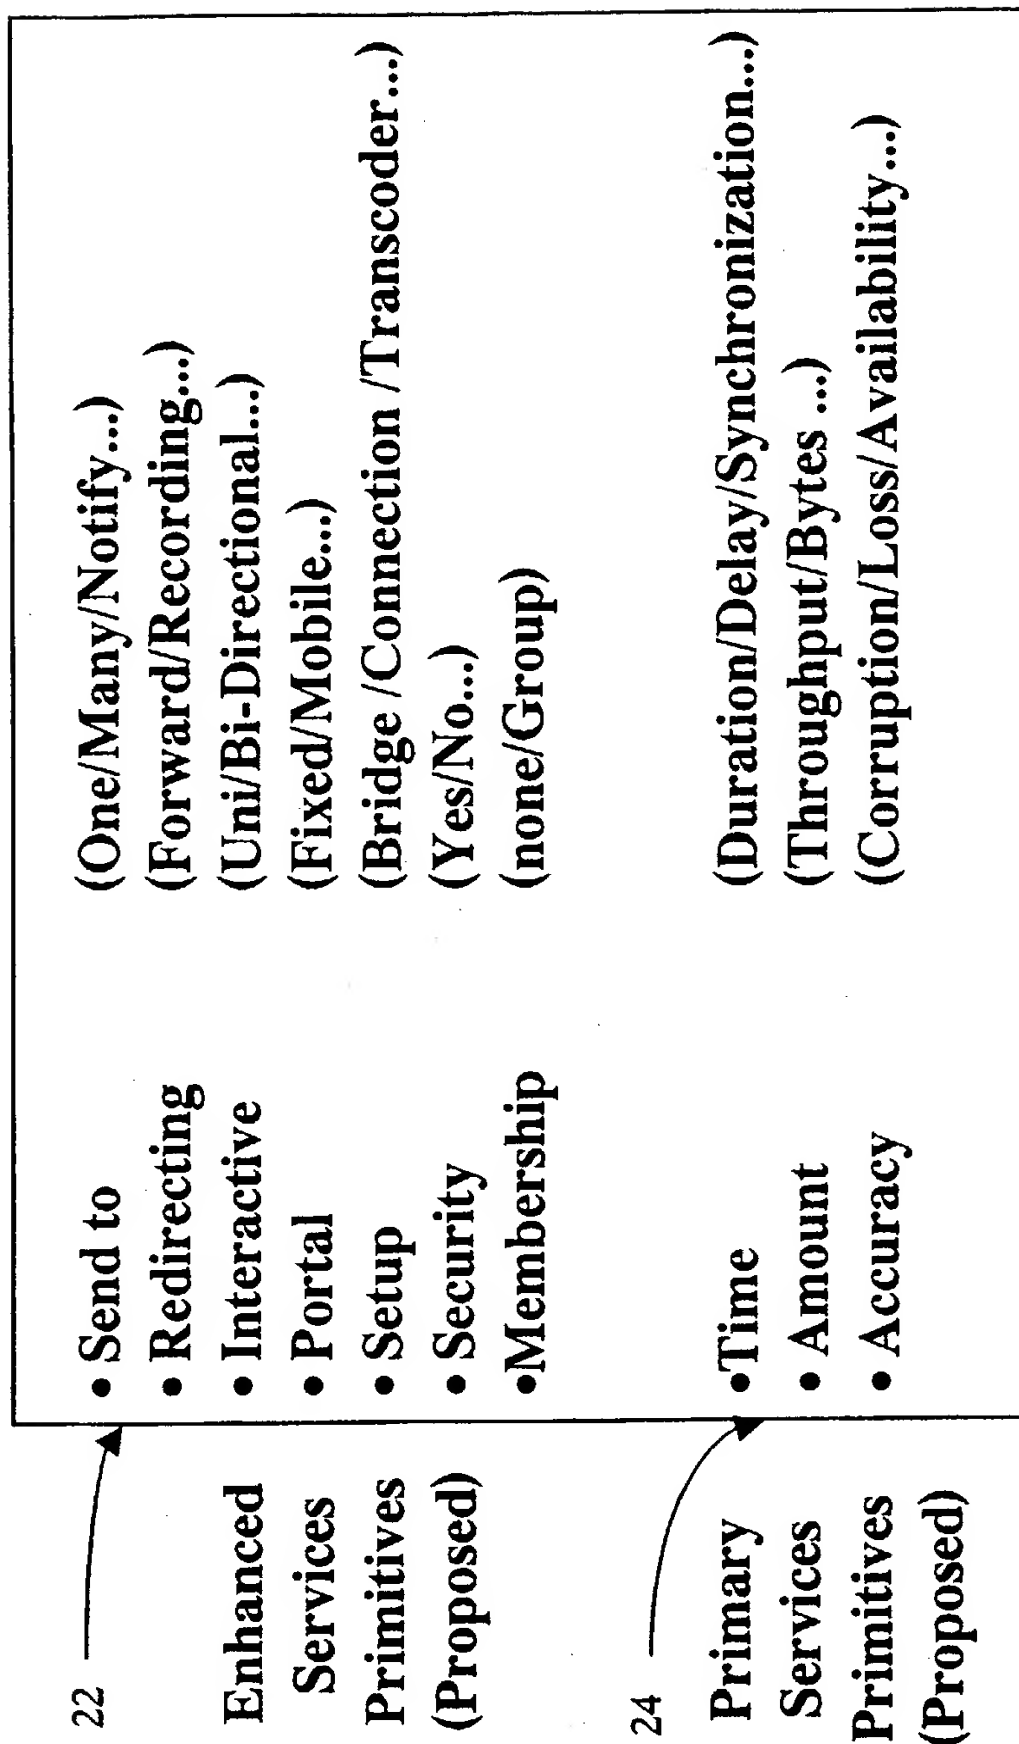 22
Enhanced
Services
Primitives
(Proposed)
• Send to (One/Many/Notify...)
• Redirecting (Forward/Recording...)
• Interactive (Uni/Bi-Directional...)
• Portal (Fixed/Mobile...)
• Setup (Bridge /Connection /Transcoder...)
• Security (Yes/No...)
•Membership (none/Group)
24
Primary
Services
Primitives
(Proposed)
•Time (Duration/Delay/Synchronization...)
• Amount (Throughput/Bytes ...)
• Accuracy (Corruption/Loss/Availability...)